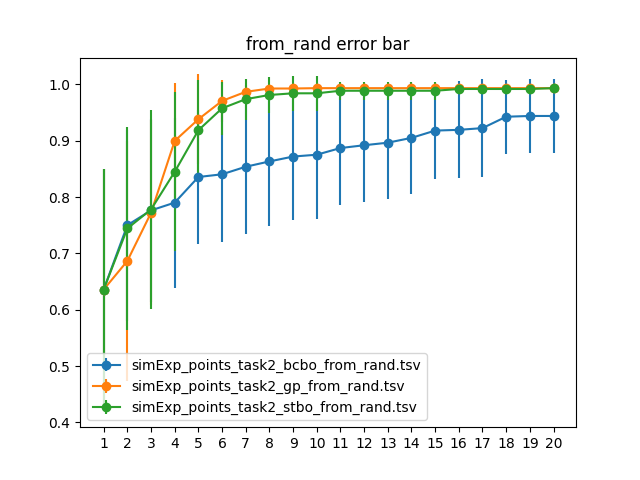 from_rand error bar
1.0
0.9
0.8
0.7
0.6
0.5
0.4
simExp_points_task2_bcbo_from_rand.tsv
simExp_points_task2_gp_from_rand.tsv
simExp_points_task2_stbo_from_rand.tsv
1 2 3 4 5 6 7 8 9 10 11 12 13 14 15 16 17 18 19 20